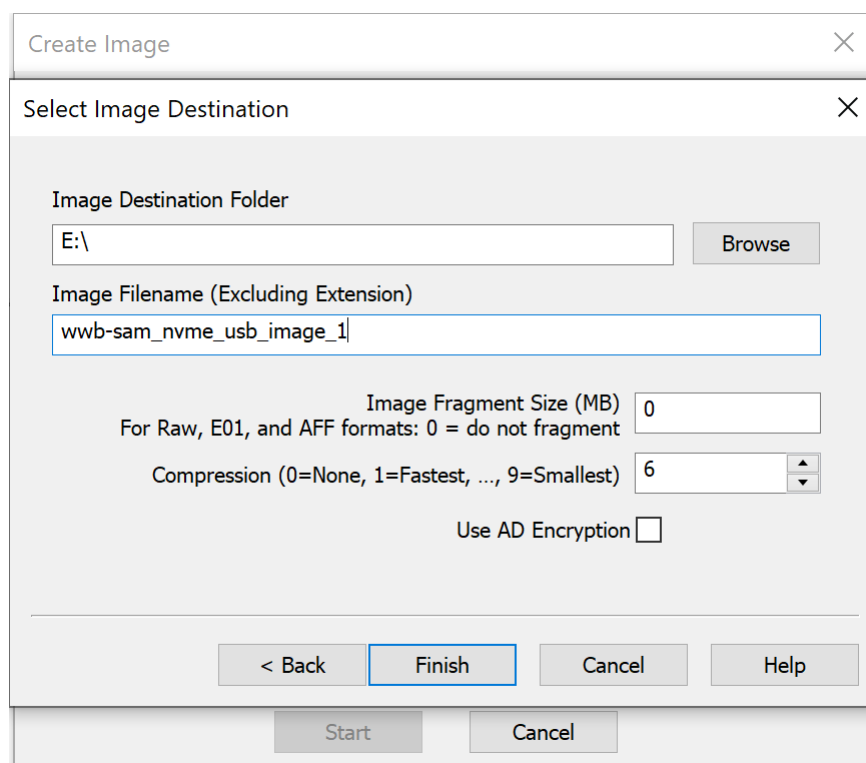 Create Image
Select Image Destination
Image Destination Folder
E:\
Browse
Image Filename (Excluding Extension)
wwb-sam_nvme_usb_image_1
Image Fragment Size (MB)
For Raw, E01, and AFF formats: 0 = do not fragment
0
Compression (0=None, 1=Fastest, ..., 9=Smallest)
6
Use AD Encryption
< Back
Finish
Cancel
Help
Start
Cancel